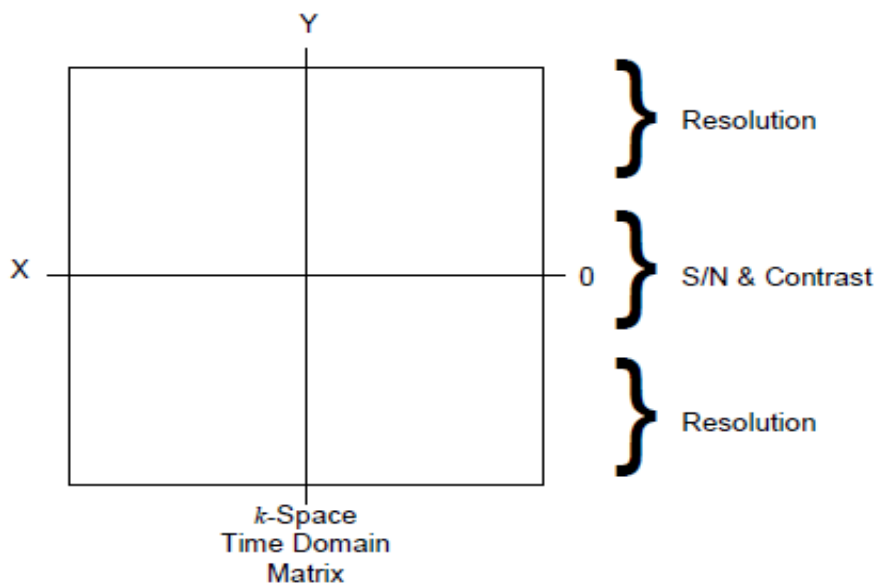 Y
Resolution
X
0
S/N & Contrast
Resolution
k-Space
Time Domain
Matrix